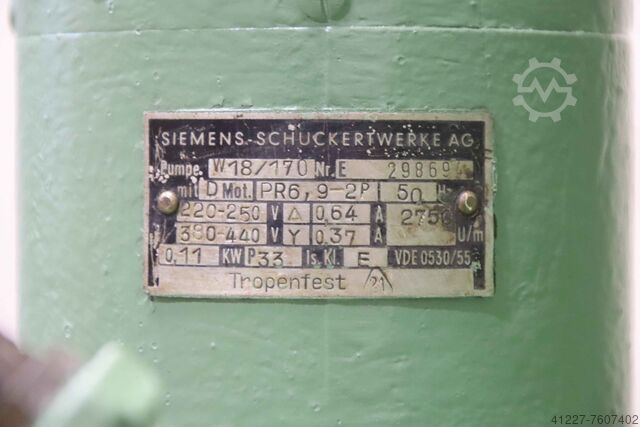 SIEMENS-SCHUCKERTWERKE AG
Pumpe W18/170 Nr. E 29869
mit D Mot. PR6,9-2P 50 Hz
220-250 V △ 0,64 A 2750
380-440 V Y 0,37 A U/m
0,11 KW P33 Is. Kl. E VDE 0530/55
Tropenfest 21
41227-7607402